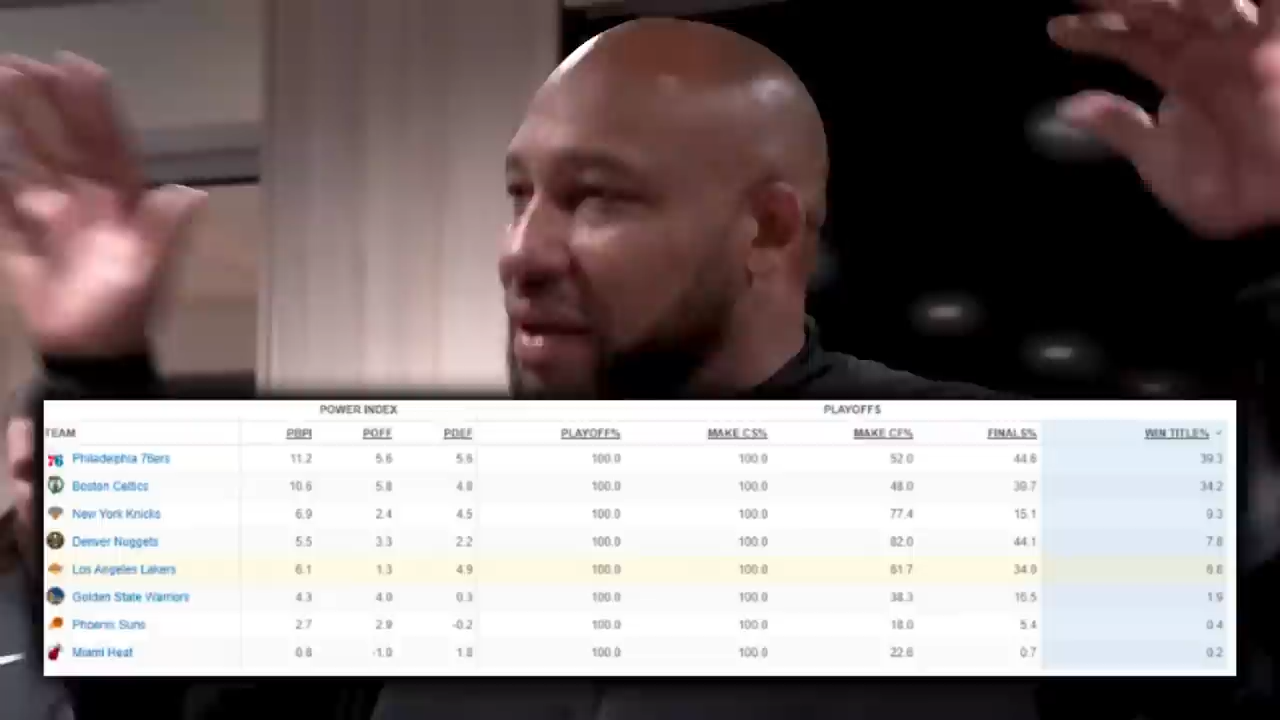 POWER INDEX PLAYOFFS
TEAM PBPI POFF PDEF PLAYOFF% MAKE CS% MAKE CF% FINALS% WIN TITLE%
76 Philadelphia 76ers 11.2 5.6 5.6 100.0 100.0 52.0 44.6 39.3
Boston Celtics 10.6 5.8 4.8 100.0 100.0 48.0 39.7 34.2
New York Knicks 6.9 2.4 4.5 100.0 100.0 77.4 15.1 9.3
Denver Nuggets 5.5 3.3 2.2 100.0 100.0 82.0 44.1 7.8
Los Angeles Lakers 6.1 1.3 4.9 100.0 100.0 61.7 34.0 6.8
Golden State Warriors 4.3 4.0 0.3 100.0 100.0 38.3 16.5 1.9
Phoenix Suns 2.7 2.9 -0.2 100.0 100.0 18.0 5.4 0.4
Miami Heat 0.8 -1.0 1.8 100.0 100.0 22.6 0.7 0.2